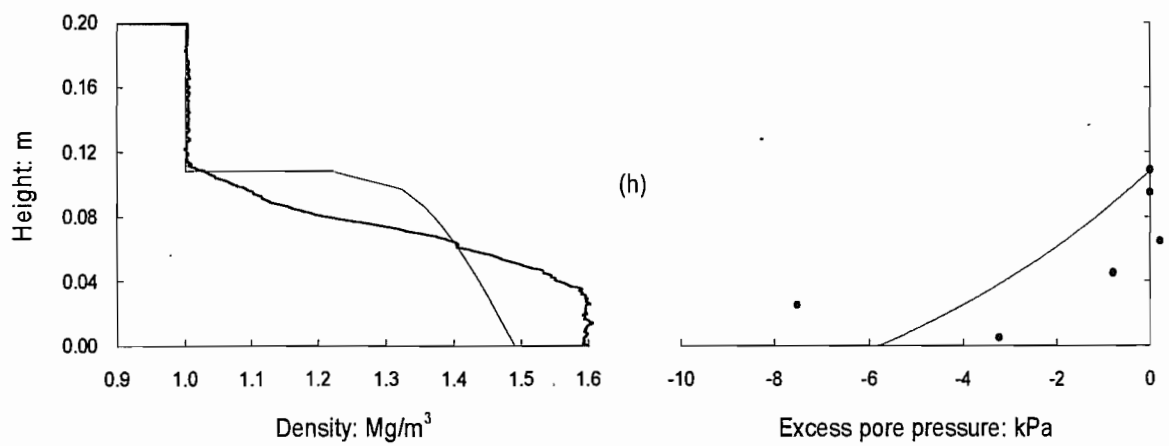 0.20
0.16
0.12
0.08
0.04
0.00
Height: m
0.9 1.0 1.1 1.2 1.3 1.4 1.5 1.6
Density: Mg/m³
(h)
-10 -8 -6 -4 -2 0
Excess pore pressure: kPa